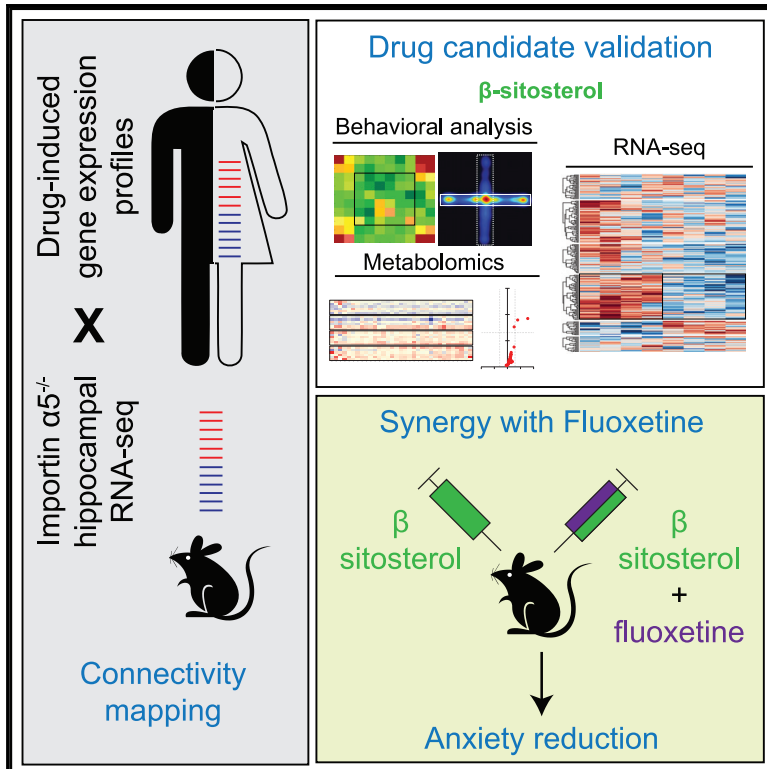 Drug-induced
gene expression
profiles
X
Importin α5⁻/⁻
hippocampal
RNA-seq
Connectivity
mapping
Drug candidate validation
β-sitosterol
Behavioral analysis
RNA-seq
Metabolomics
Synergy with Fluoxetine
β
sitosterol
β
sitosterol
+
fluoxetine
Anxiety reduction